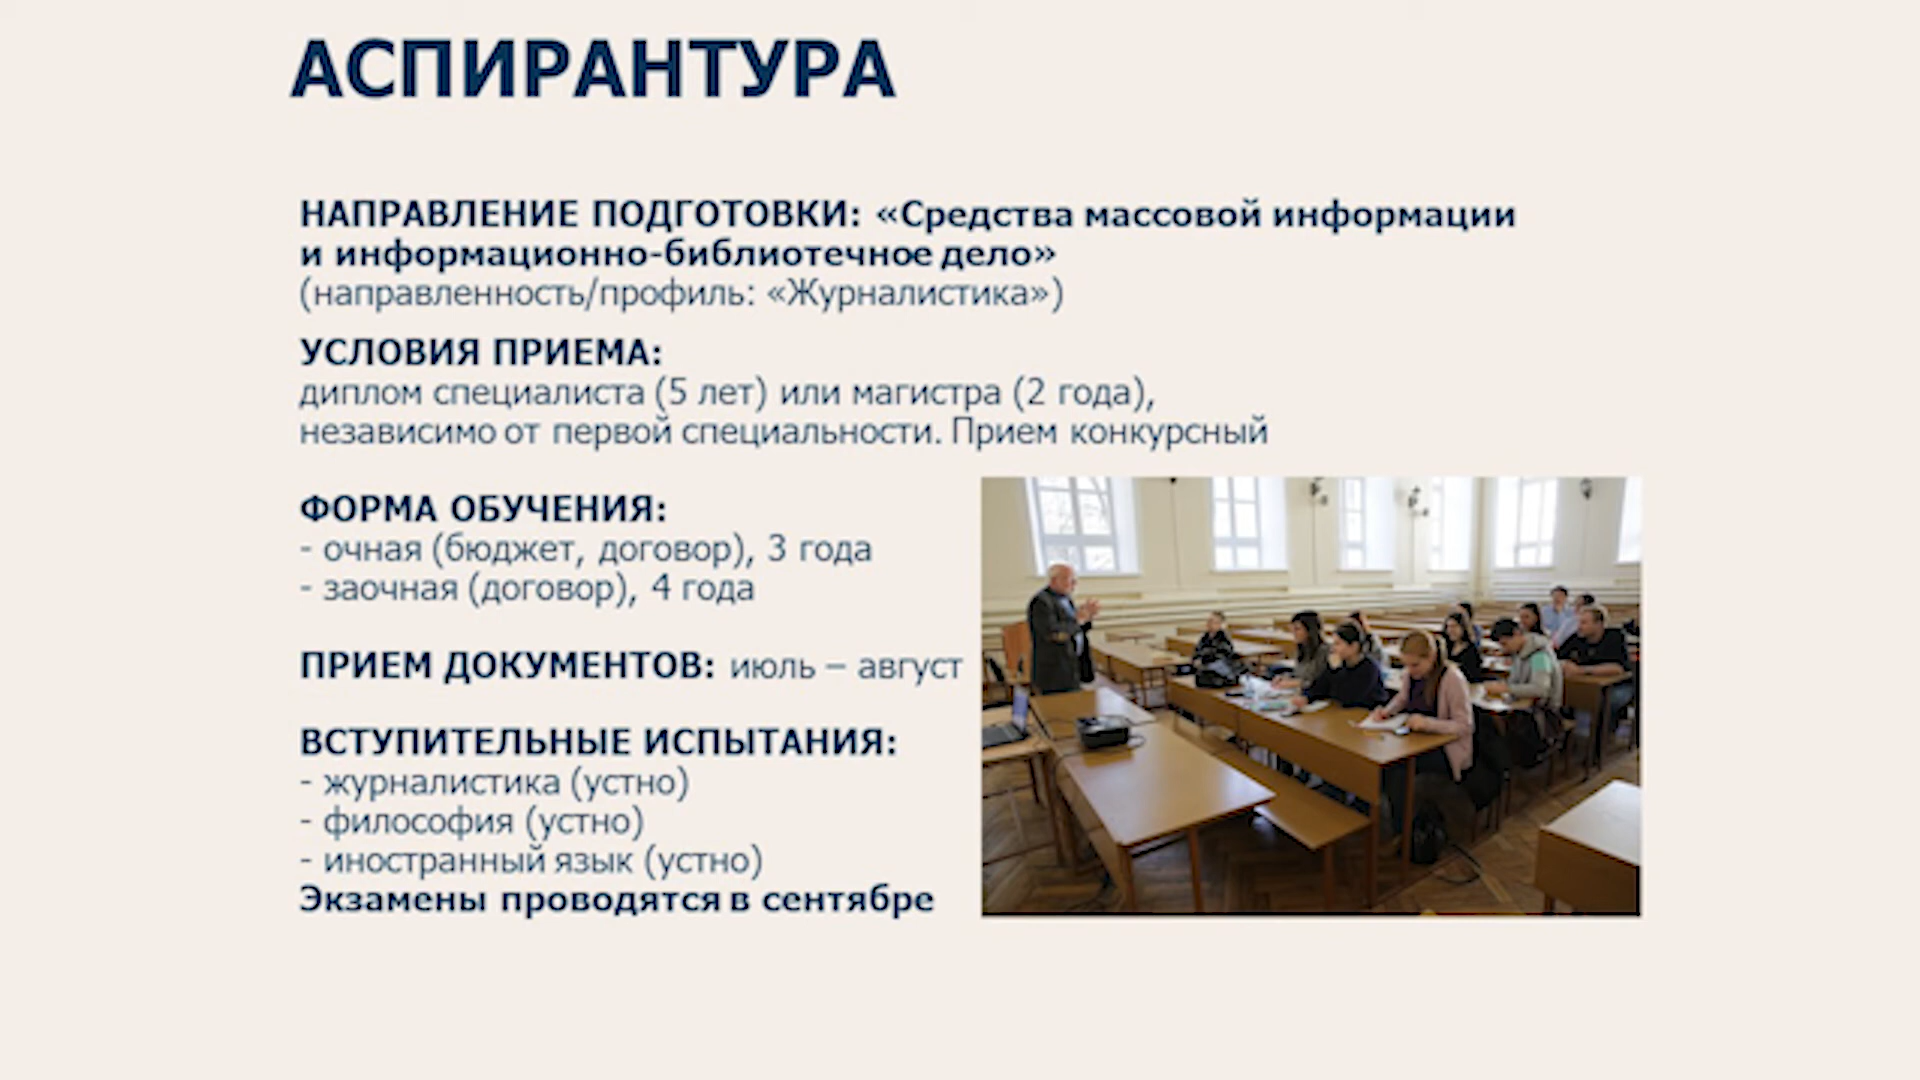 АСПИРАНТУРА
НАПРАВЛЕНИЕ ПОДГОТОВКИ: «Средства массовой информации
и информационно-библиотечное дело»
(направленность/профиль: «Журналистика»)
УСЛОВИЯ ПРИЕМА:
диплом специалиста (5 лет) или магистра (2 года),
независимо от первой специальности. Прием конкурсный
ФОРМА ОБУЧЕНИЯ:
- очная (бюджет, договор), 3 года
- заочная (договор), 4 года
ПРИЕМ ДОКУМЕНТОВ: июль – август
ВСТУПИТЕЛЬНЫЕ ИСПЫТАНИЯ:
- журналистика (устно)
- философия (устно)
- иностранный язык (устно)
Экзамены проводятся в сентябре